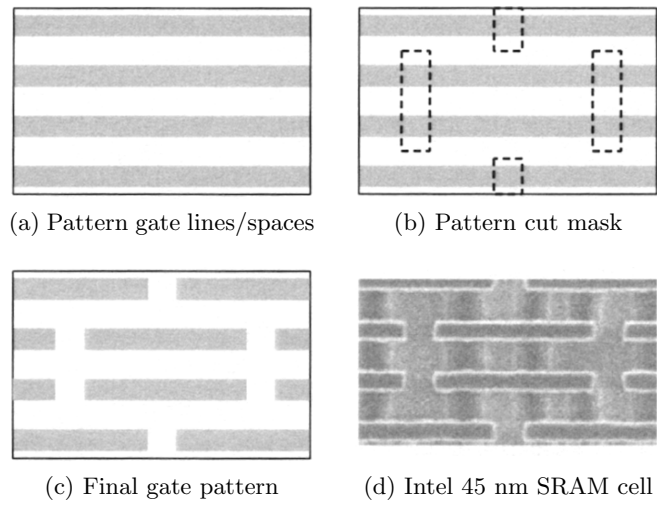 (a) Pattern gate lines/spaces
(b) Pattern cut mask
(c) Final gate pattern
(d) Intel 45 nm SRAM cell